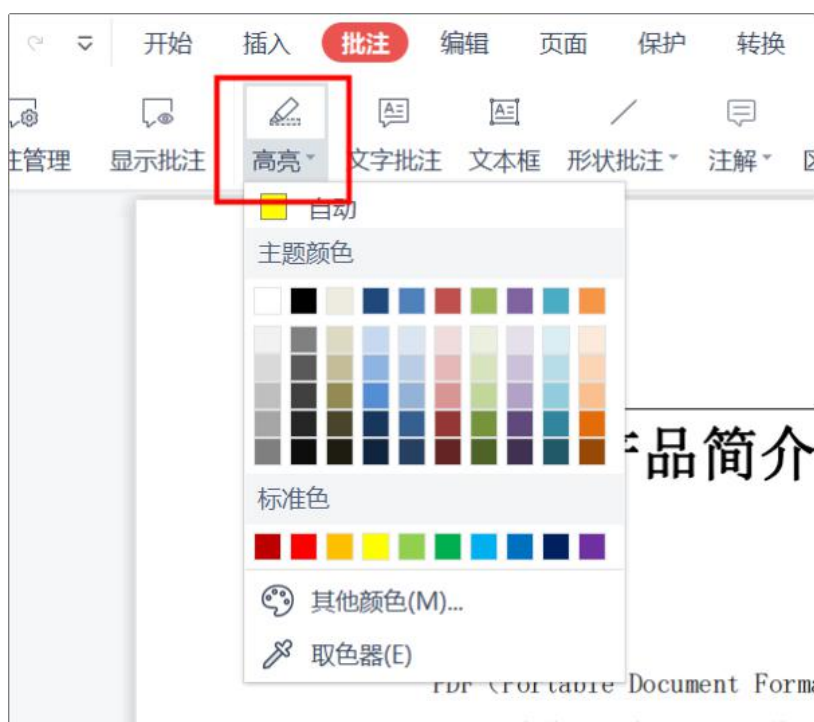 开始 插入 批注 编辑 页面 保护 转换
注管理 显示批注 高亮 文字批注 文本框 形状批注 注解
自动
主题颜色
标准色
其他颜色(M)...
取色器(E)
产品简介
PDF (Portable Document Forma